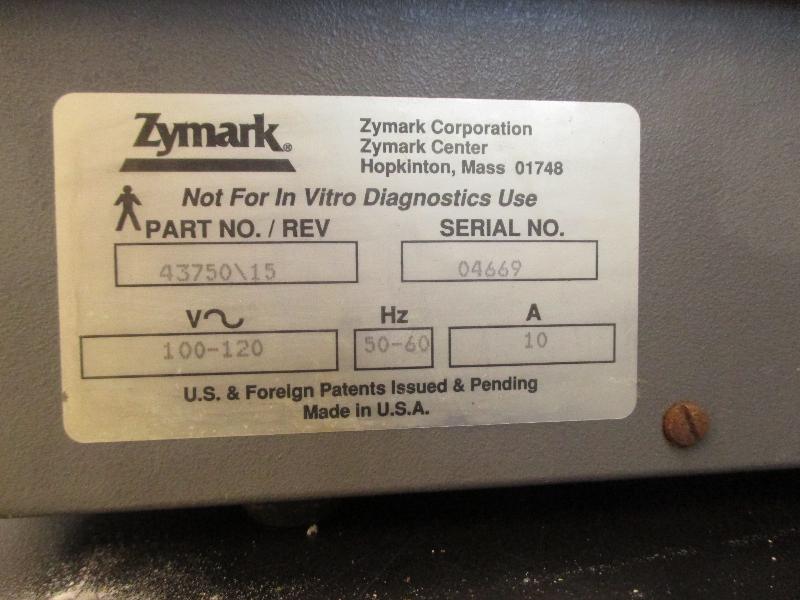 Zymark®
Zymark Corporation
Zymark Center
Hopkinton, Mass 01748
Not For In Vitro Diagnostics Use
PART NO. / REV
SERIAL NO.
43750\15
04669
V
Hz
A
100-120
50-60
10
U.S. & Foreign Patents Issued & Pending
Made in U.S.A.